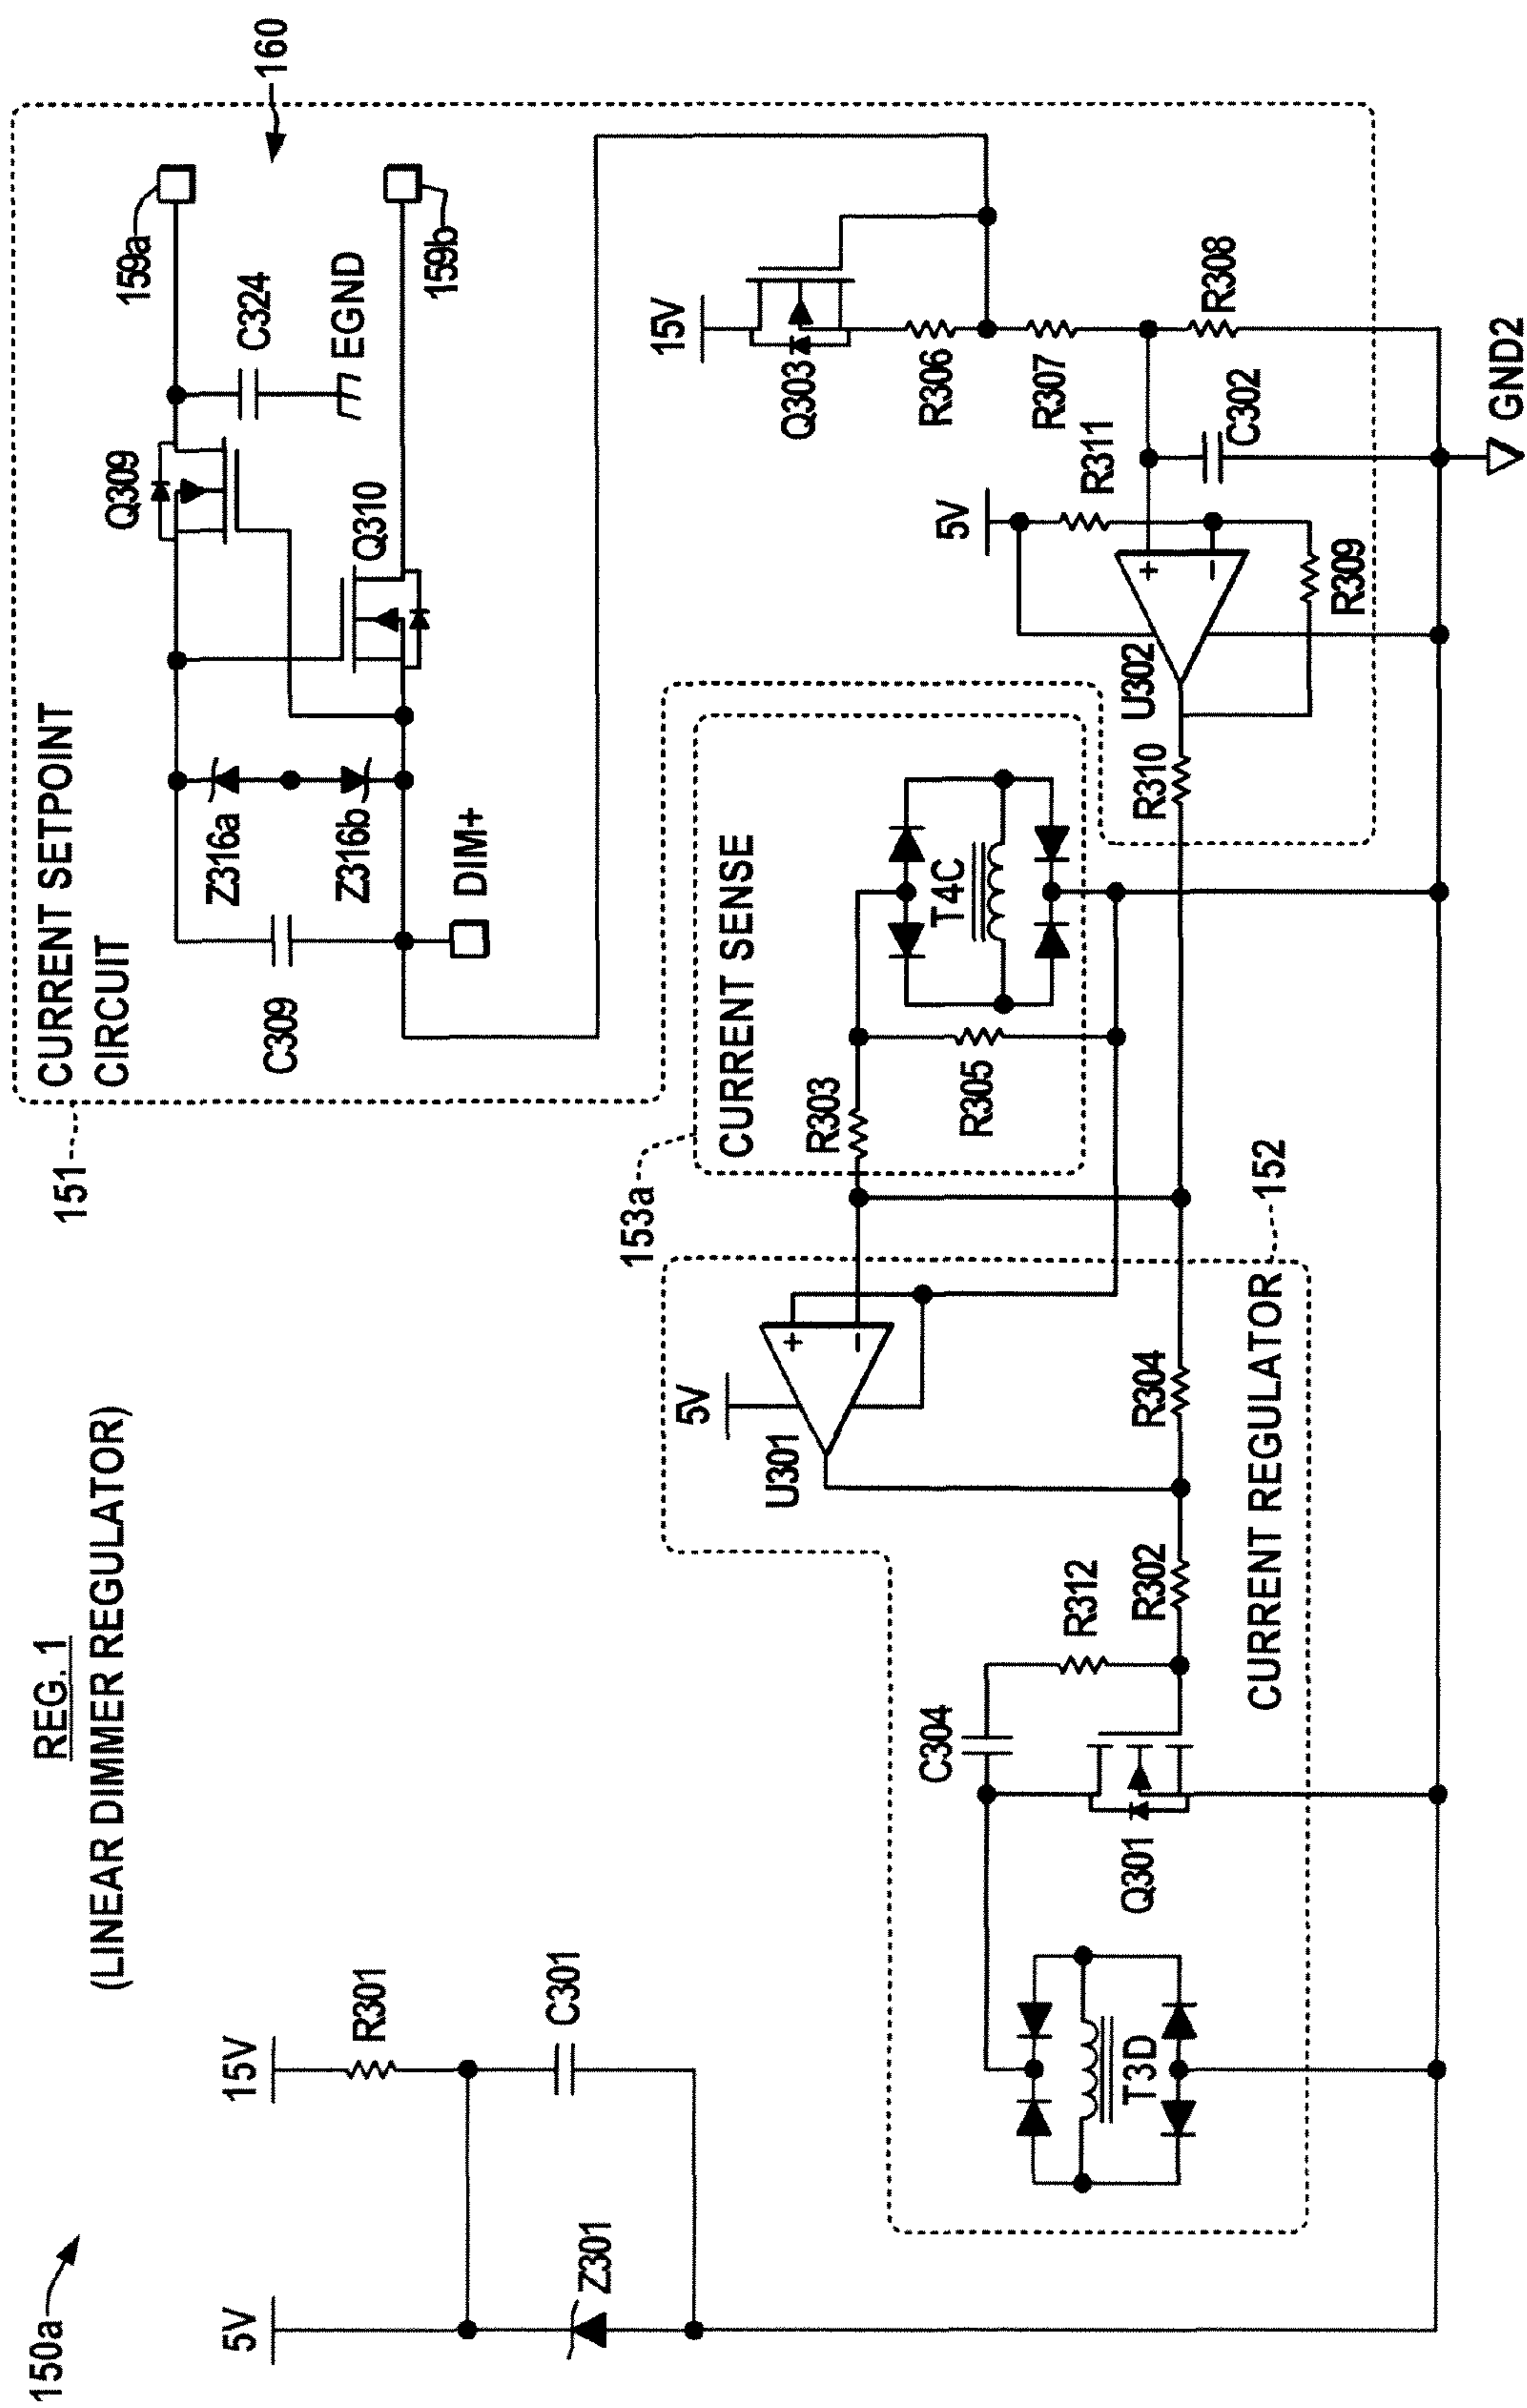 150a
REG. 1
(LINEAR DIMMER REGULATOR)
151
CURRENT SETPOINT
CIRCUIT
160
159a
159b
C324
EGND
Q309
Q310
Z316a
Z316b
C309
DIM+
5V
15V
R301
C301
Z301
15V
Q303
R306
R307
R308
R311
C302
5V
+
−
U302
R309
R310
GND2
153a
CURRENT SENSE
T4C
R305
R303
5V
+
−
U301
R304
152
CURRENT REGULATOR
R302
R312
C304
Q301
T3D